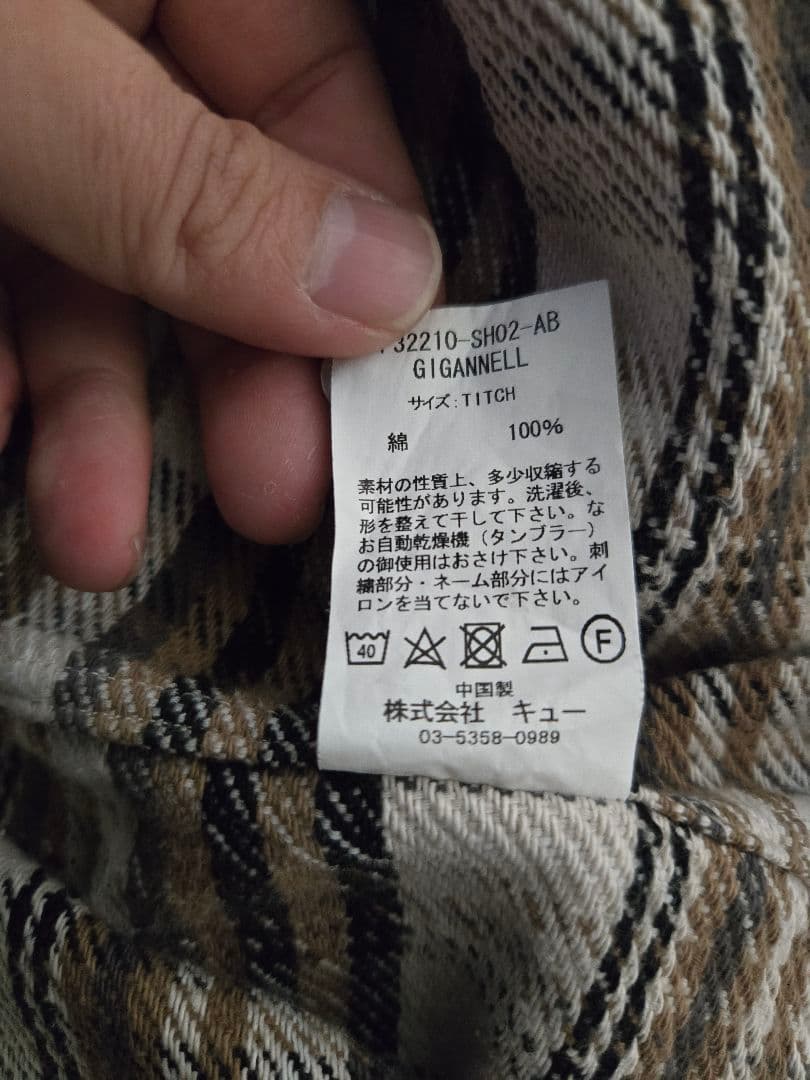 32210-SH02-AB
GIGANNELL
サイズ:TITCH
綿 100%
素材の性質上、多少収縮する
可能性があります。洗濯後、
形を整えて干して下さい。な
お自動乾燥機（タンブラー）
の御使用はおさけ下さい。刺
繍部分・ネーム部分にはアイ
ロンを当てないで下さい。
40 F
中国製
株式会社 キュー
03-5358-0989